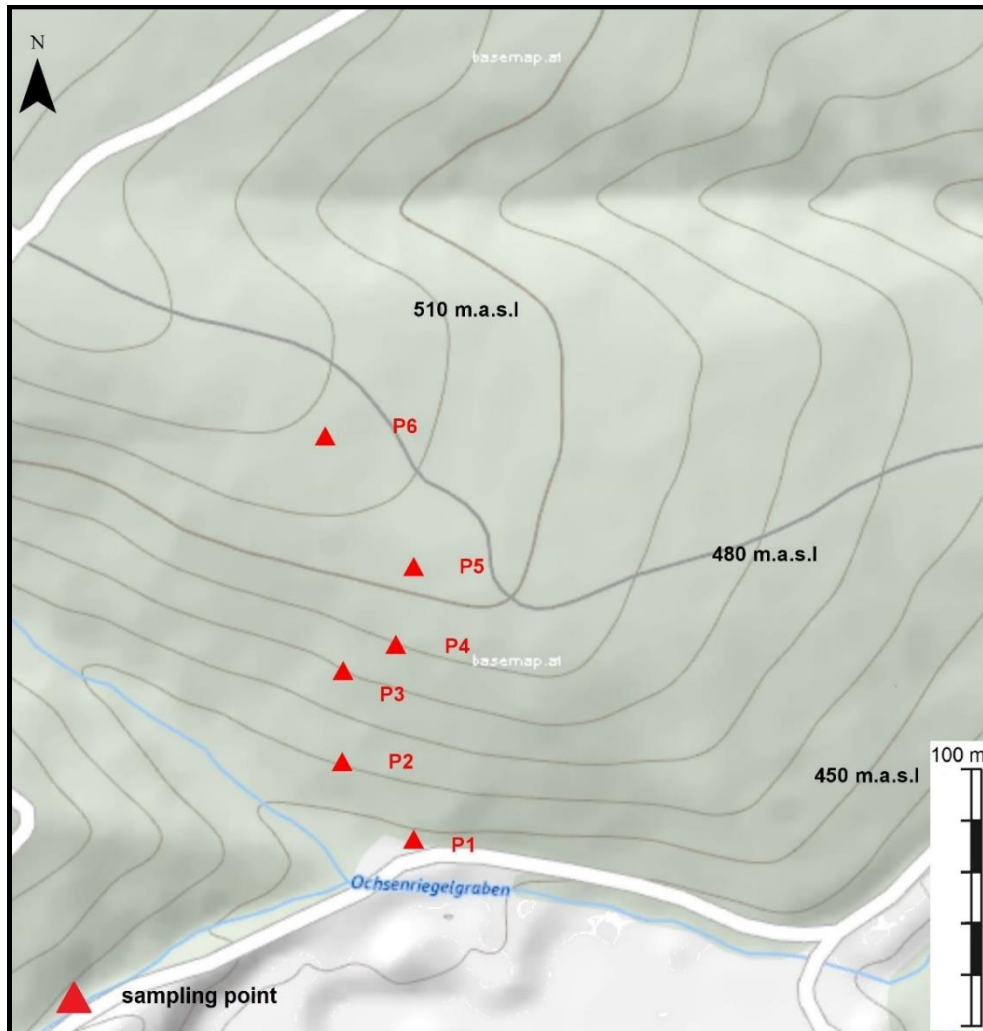 basemap.at
N
510 m.a.s.l
P6
480 m.a.s.l
P5
P4
basemap.at
P3
P2
100 m
450 m.a.s.l
P1
Ochsenriegelgraben
sampling point